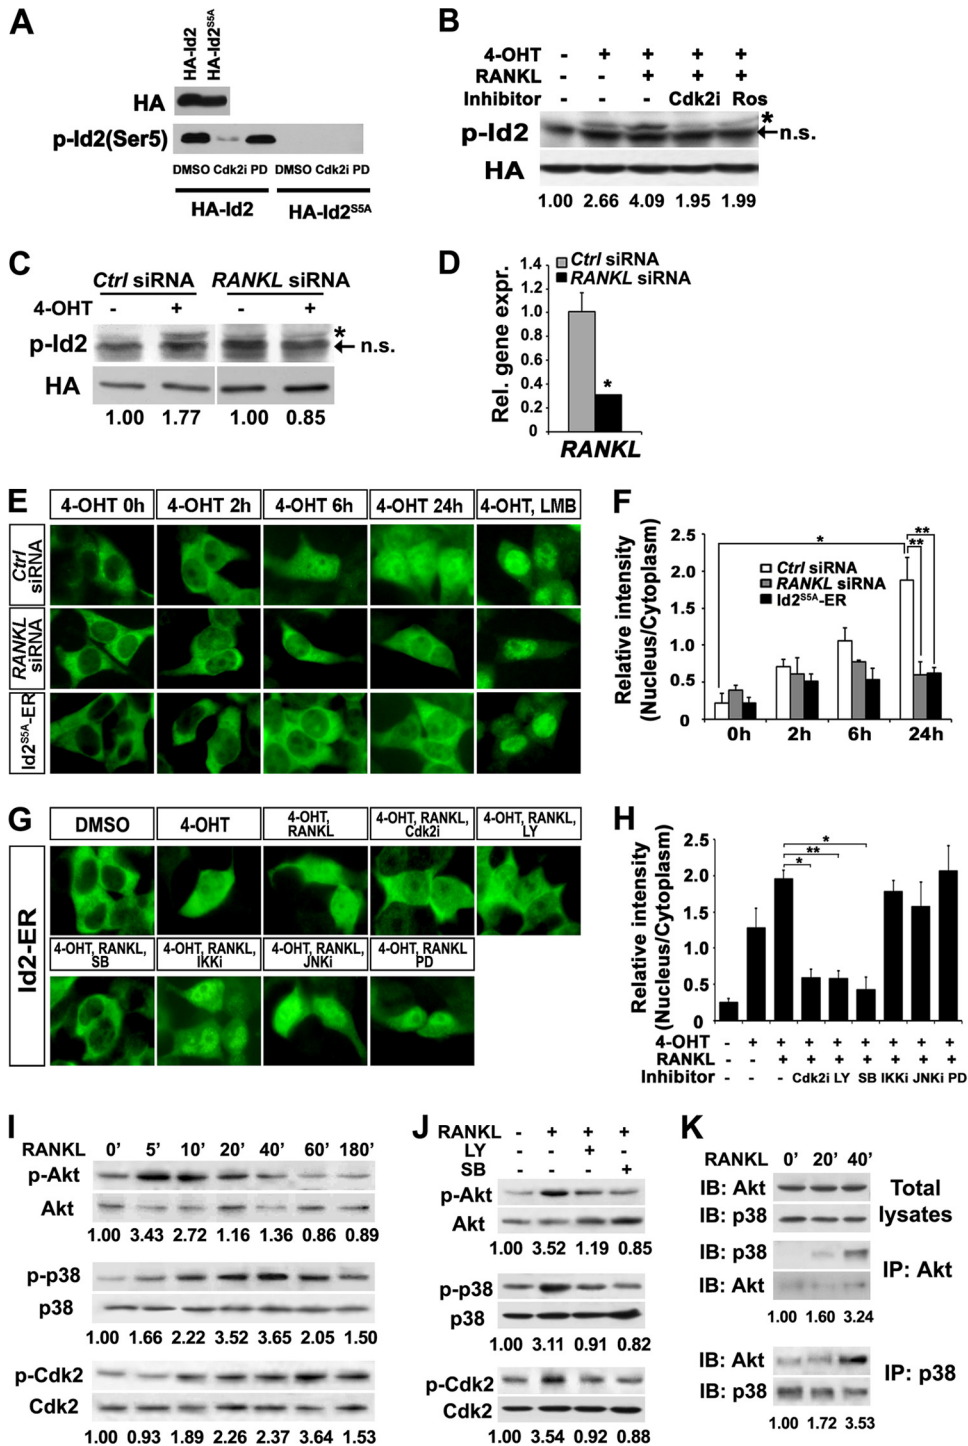 A
HA-Id2
HA-Id2S5A
HA
p-Id2(Ser5)
DMSO Cdk2i PD DMSO Cdk2i PD
HA-Id2 HA-Id2S5A
B
4-OHT - + + + +
RANKL - - + + +
Inhibitor - - - Cdk2i Ros
p-Id2 * ←n.s.
HA
1.00 2.66 4.09 1.95 1.99
C
Ctrl siRNA RANKL siRNA
4-OHT - + - +
p-Id2 * ← n.s.
HA
1.00 1.77 1.00 0.85
D
Ctrl siRNA
RANKL siRNA
Rel. gene expr.
1.4
1.2
1.0
0.8
0.6
0.4
0.2
0
*
RANKL
E
4-OHT 0h 4-OHT 2h 4-OHT 6h 4-OHT 24h 4-OHT, LMB
Ctrl siRNA
RANKL siRNA
Id2S5A-ER
F
Relative intensity
(Nucleus/Cytoplasm)
2.5
2.0
1.5
1.0
0.5
0
* ** **
Ctrl siRNA
RANKL siRNA
Id2S5A-ER
0h 2h 6h 24h
G
Id2-ER
DMSO 4-OHT 4-OHT, RANKL 4-OHT, RANKL, Cdk2i 4-OHT, RANKL, LY
4-OHT, RANKL, SB 4-OHT, RANKL, IKKi 4-OHT, RANKL, JNKi 4-OHT, RANKL PD
H
Relative intensity
(Nucleus/Cytoplasm)
2.5
2.0
1.5
1.0
0.5
0
*
**
*
4-OHT - + + + + + + + +
RANKL - - + + + + + + +
Inhibitor - - - Cdk2i LY SB IKKi JNKi PD
I
RANKL 0’ 5’ 10’ 20’ 40’ 60’ 180’
p-Akt
Akt
1.00 3.43 2.72 1.16 1.36 0.86 0.89
p-p38
p38
1.00 1.66 2.22 3.52 3.65 2.05 1.50
p-Cdk2
Cdk2
1.00 0.93 1.89 2.26 2.37 3.64 1.53
J
RANKL - + + +
LY - - + -
SB - - - +
p-Akt
Akt
1.00 3.52 1.19 0.85
p-p38
p38
1.00 3.11 0.91 0.82
p-Cdk2
Cdk2
1.00 3.54 0.92 0.88
K
RANKL 0’ 20’ 40’
IB: Akt
IB: p38
Total
lysates
IB: p38
IB: Akt
IP: Akt
1.00 1.60 3.24
IB: Akt
IB: p38
IP: p38
1.00 1.72 3.53